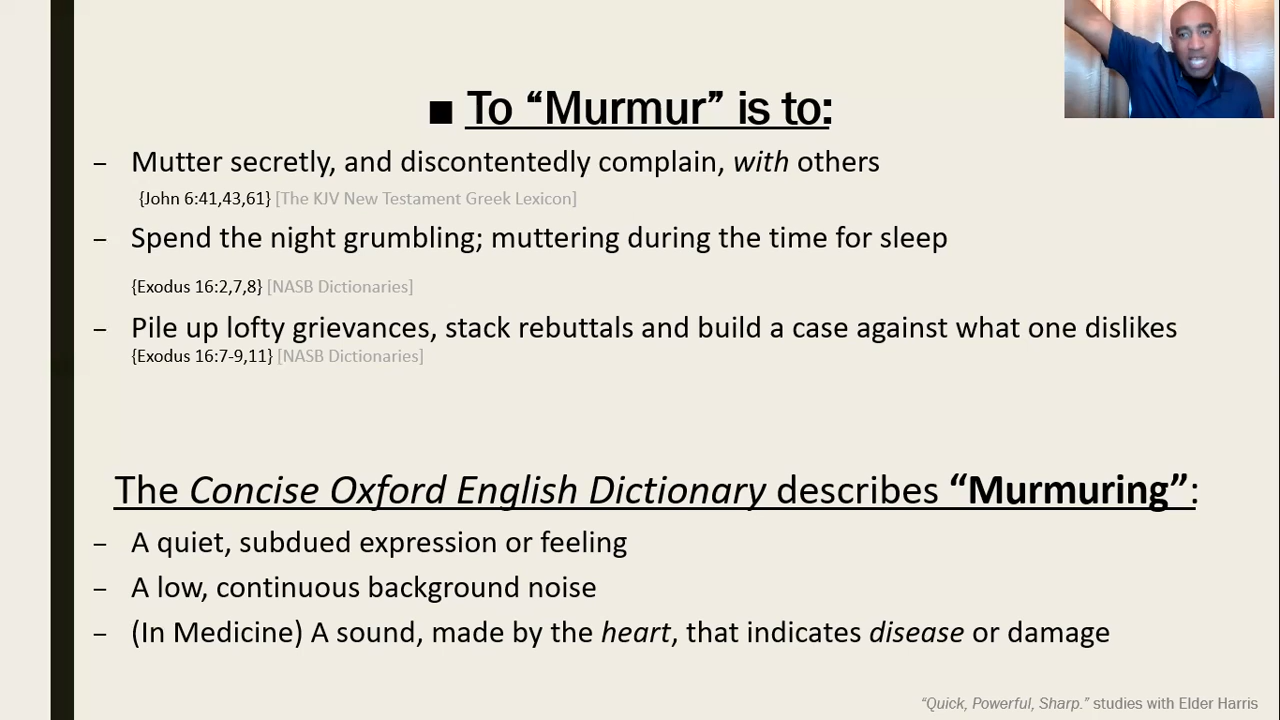 ■ To “Murmur” is to:
– Mutter secretly, and discontentedly complain, with others
{John 6:41,43,61} [The KJV New Testament Greek Lexicon]
– Spend the night grumbling; muttering during the time for sleep
{Exodus 16:2,7,8} [NASB Dictionaries]
– Pile up lofty grievances, stack rebuttals and build a case against what one dislikes
{Exodus 16:7-9,11} [NASB Dictionaries]
The Concise Oxford English Dictionary describes “Murmuring”:
– A quiet, subdued expression or feeling
– A low, continuous background noise
– (In Medicine) A sound, made by the heart, that indicates disease or damage
“Quick, Powerful, Sharp.” studies with Elder Harris